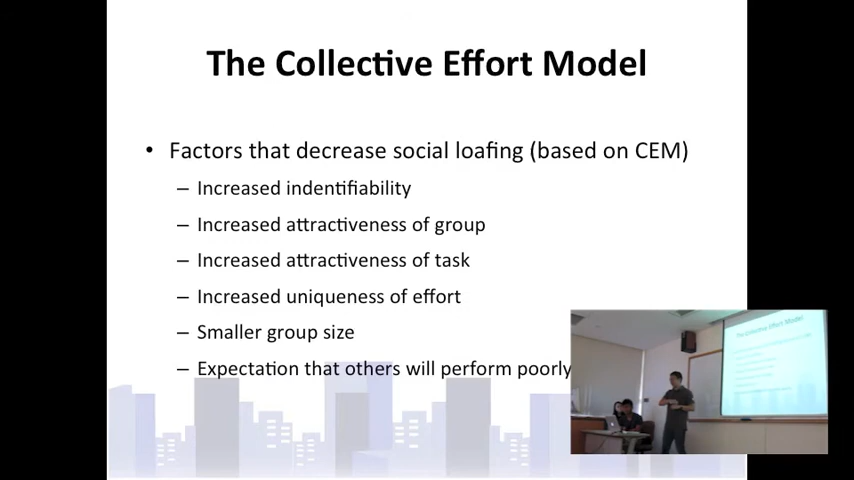 The Collective Effort Model
• Factors that decrease social loafing (based on CEM)
– Increased indentifiability
– Increased attractiveness of group
– Increased attractiveness of task
– Increased uniqueness of effort
– Smaller group size
– Expectation that others will perform poorly
The Collective Effort Model